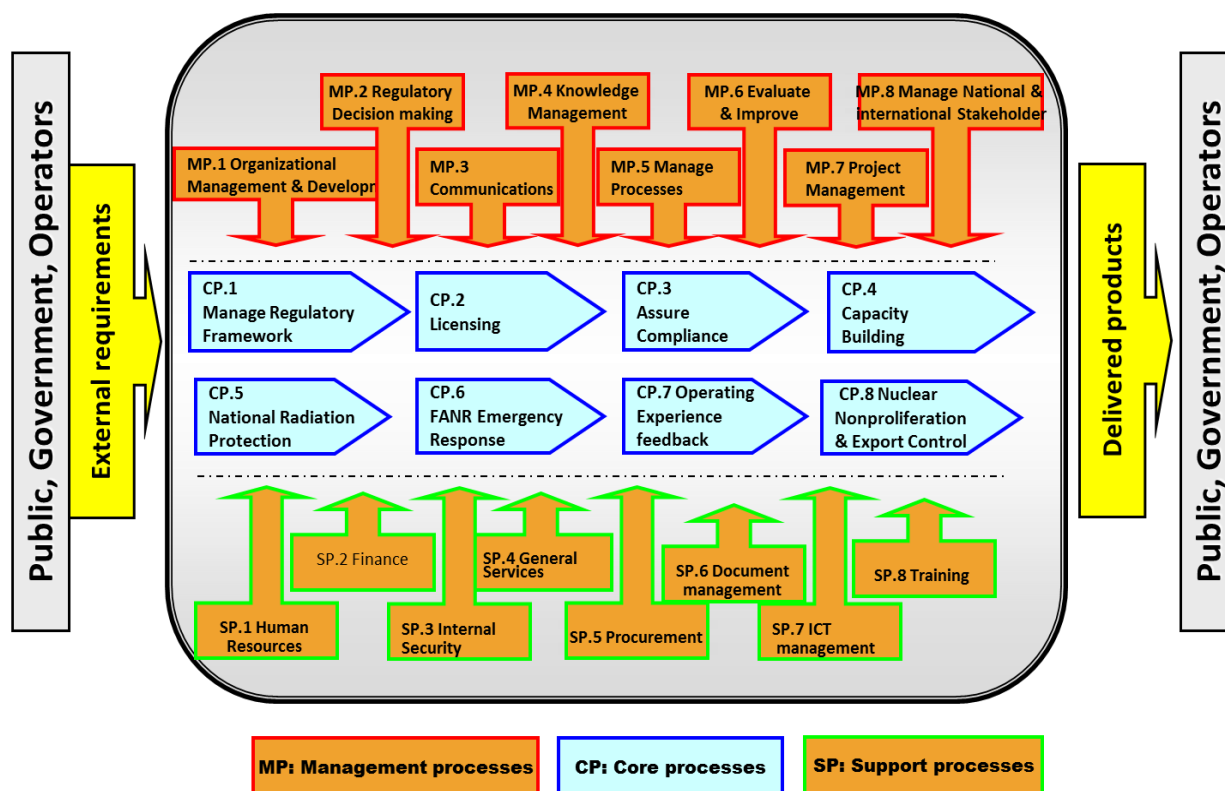 Public, Government, Operators
External requirements
MP.2 Regulatory
Decision making
MP.4 Knowledge
Management
MP.6 Evaluate
& Improve
MP.8 Manage National &
international Stakeholder
MP.1 Organizational
Management & Developm
MP.3
Communications
MP.5 Manage
Processes
MP.7 Project
Management
CP.1
Manage Regulatory
Framework
CP.2
Licensing
CP.3
Assure
Compliance
CP.4
Capacity
Building
CP.5
National Radiation
Protection
CP.6
FANR Emergency
Response
CP.7 Operating
Experience
feedback
CP.8 Nuclear
Nonproliferation
& Export Control
SP.2 Finance
SP.4 General
Services
SP.6 Document
management
SP.8 Training
SP.1 Human
Resources
SP.3 Internal
Security
SP.5 Procurement
SP.7 ICT
management
Delivered products
Public, Government, Operators
MP: Management processes
CP: Core processes
SP: Support processes